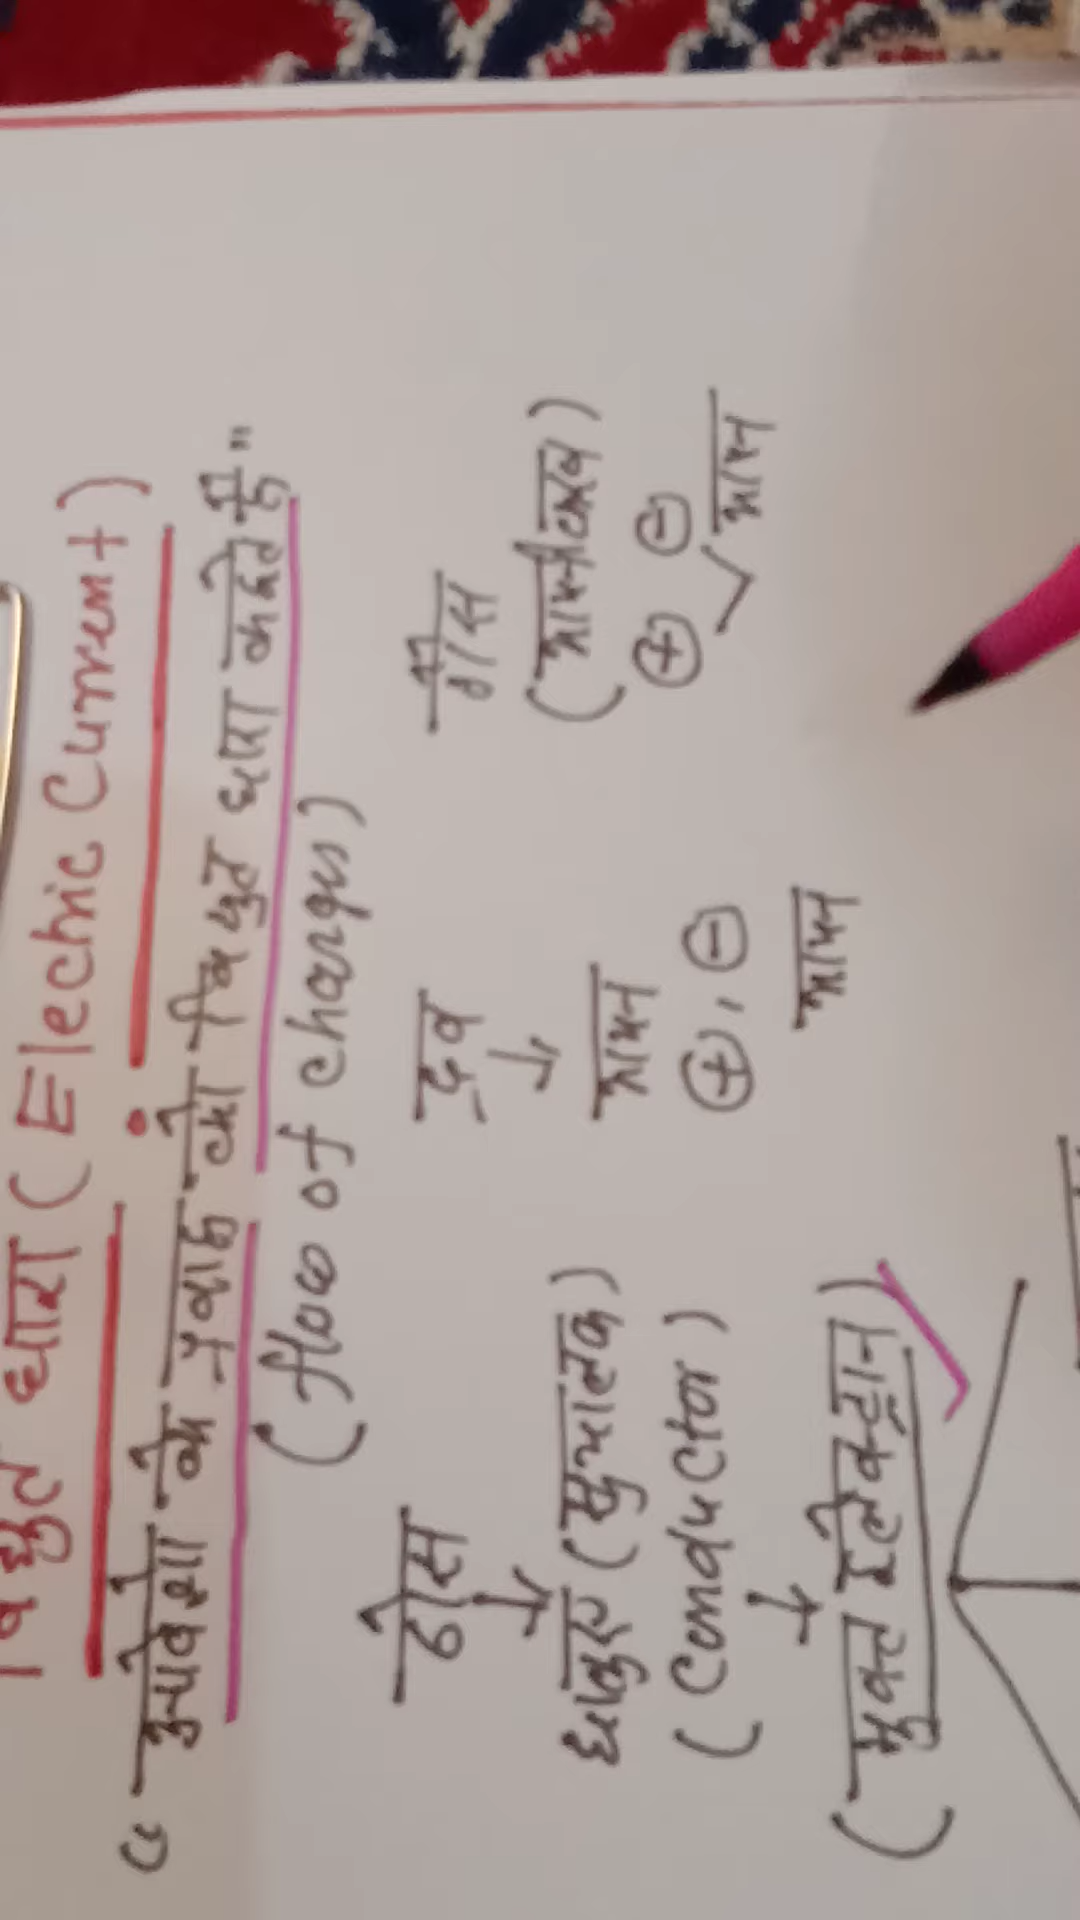 विद्युत धारा (Electric Current)
"आवेशो के प्रवाह को विद्युत धारा कहते हैं"
(flow of charges)
ठोस द्रव गैस
↓ ↓
धातुए (सुचालक) आयन (आयनीकरण)
(Conductor) ⊕, ⊖ ⊕ ⊖
↓ आयन आयन
(मुक्त इलेक्ट्रान)